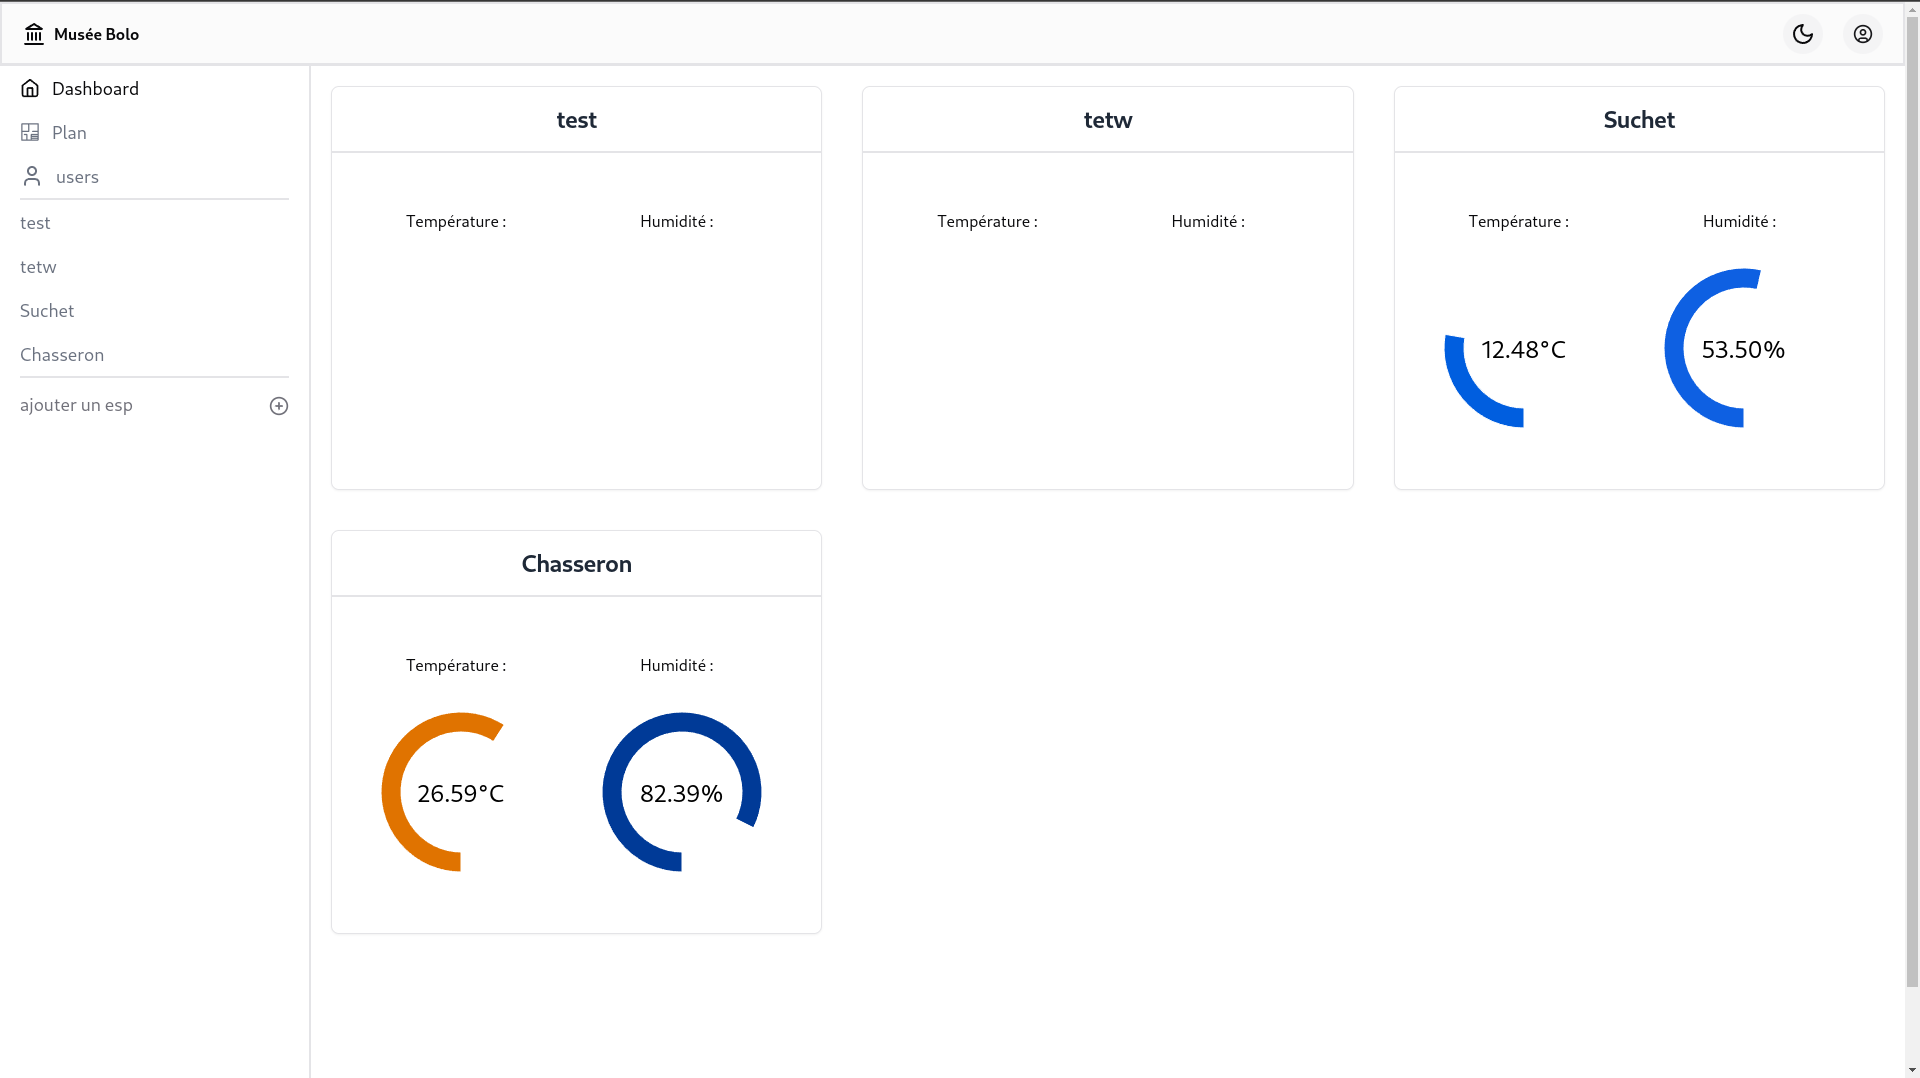 Musée Bolo
Dashboard
Plan
users
test
tetw
Suchet
Chasseron
ajouter un esp
test
Température :
Humidité :
tetw
Température :
Humidité :
Suchet
Température :
Humidité :
12.48°C
53.50%
Chasseron
Température :
Humidité :
26.59°C
82.39%